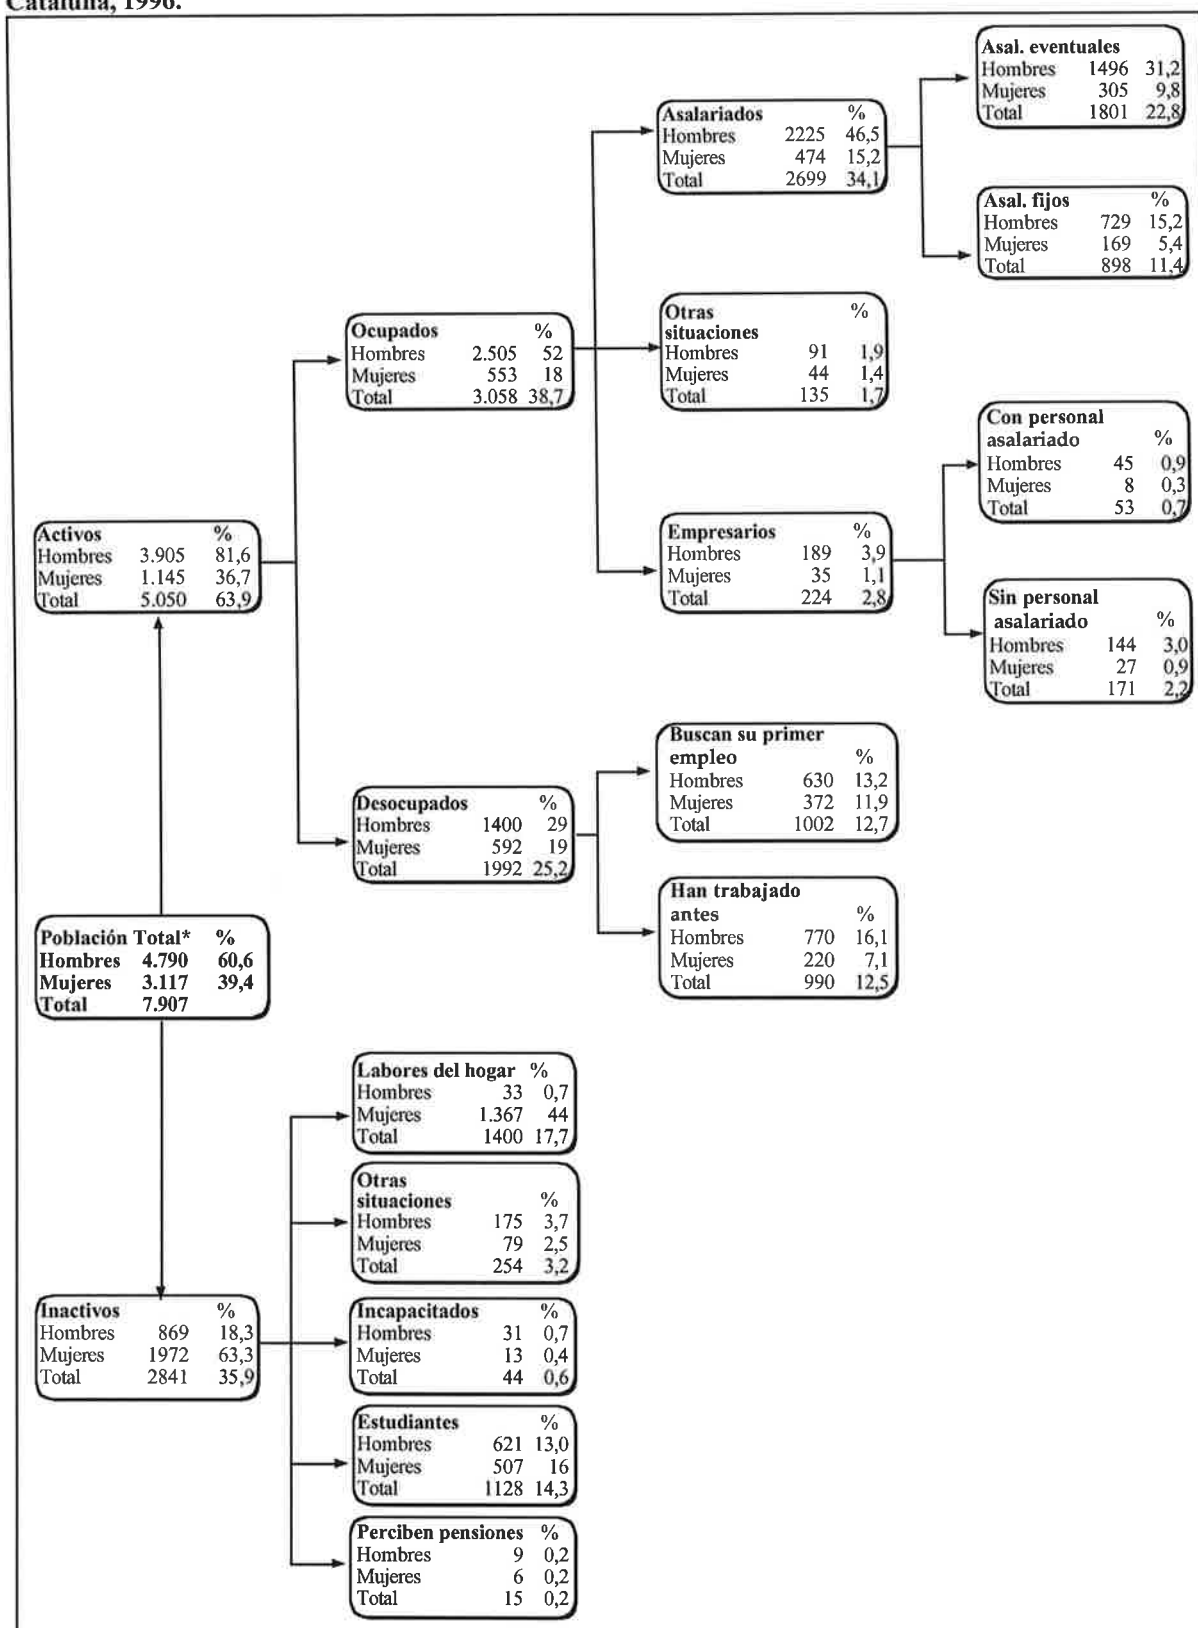 Cataluña, 1996.
Asal. eventuales
Hombres 1496 31,2
Mujeres 305 9,8
Total 1801 22,8
Asalariados %
Hombres 2225 46,5
Mujeres 474 15,2
Total 2699 34,1
Asal. fijos %
Hombres 729 15,2
Mujeres 169 5,4
Total 898 11,4
Ocupados %
Hombres 2.505 52
Mujeres 553 18
Total 3.058 38,7
Otras %
situaciones
Hombres 91 1,9
Mujeres 44 1,4
Total 135 1,7
Con personal
asalariado %
Hombres 45 0,9
Mujeres 8 0,3
Total 53 0,7
Activos %
Hombres 3.905 81,6
Mujeres 1.145 36,7
Total 5.050 63,9
Empresarios %
Hombres 189 3,9
Mujeres 35 1,1
Total 224 2,8
Sin personal
asalariado %
Hombres 144 3,0
Mujeres 27 0,9
Total 171 2,2
Buscan su primer
empleo %
Hombres 630 13,2
Mujeres 372 11,9
Total 1002 12,7
Desocupados %
Hombres 1400 29
Mujeres 592 19
Total 1992 25,2
Han trabajado
antes %
Hombres 770 16,1
Mujeres 220 7,1
Total 990 12,5
Población Total* %
Hombres 4.790 60,6
Mujeres 3.117 39,4
Total 7.907
Labores del hogar %
Hombres 33 0,7
Mujeres 1.367 44
Total 1400 17,7
Otras
situaciones %
Hombres 175 3,7
Mujeres 79 2,5
Total 254 3,2
Inactivos %
Hombres 869 18,3
Mujeres 1972 63,3
Total 2841 35,9
Incapacitados %
Hombres 31 0,7
Mujeres 13 0,4
Total 44 0,6
Estudiantes %
Hombres 621 13,0
Mujeres 507 16
Total 1128 14,3
Perciben pensiones %
Hombres 9 0,2
Mujeres 6 0,2
Total 15 0,2